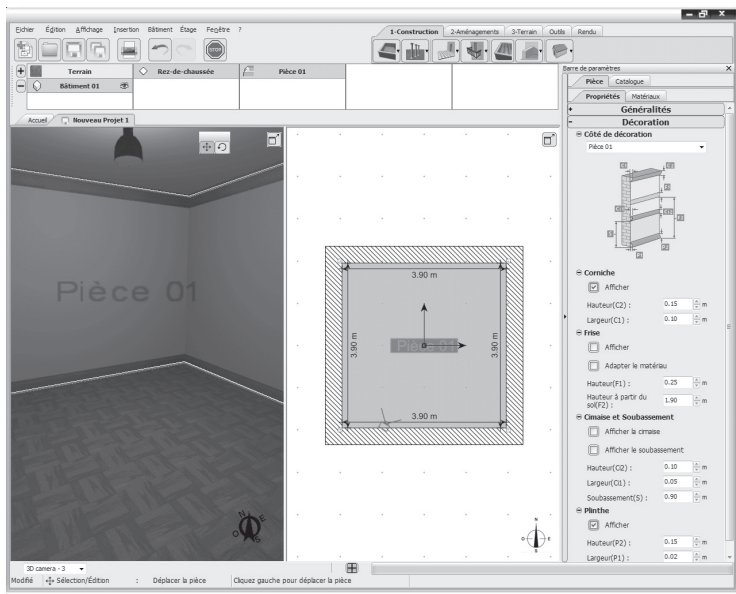 Fichier Édition Affichage Insertion Bâtiment Étage Fenêtre ?
1-Construction 2-Aménagements 3-Terrain Outils Rendu
STOP
Terrain Rez-de-chaussée Pièce 01
Bâtiment 01
Accueil Nouveau Projet 1
Barre de paramètres
Pièce Catalogue
Propriétés Matériaux
+ Généralités
- Décoration
Côté de décoration
Pièce 01
Corniche
Afficher
Hauteur(C2) : 0.15 m
Largeur(C1) : 0.10 m
Frise
Afficher
Adapter le matériau
Hauteur(F1) : 0.25 m
Hauteur à partir du
sol(F2) : 1.90 m
Cimaise et Soubassement
Afficher la cimaise
Afficher le soubassement
Hauteur(Ci2) : 0.10 m
Largeur(Ci1) : 0.05 m
Soubassement(S) : 0.90 m
Plinthe
Afficher
Hauteur(P2) : 0.15 m
Largeur(P1) : 0.02 m
Pièce 01
N
E
S
O
3.90 m
3.90 m
Pièce 01
3.90 m
3.90 m
N
O E
S
3D camera - 3
Modifié Sélection/Édition : Déplacer la pièce Cliquez gauche pour déplacer la pièce